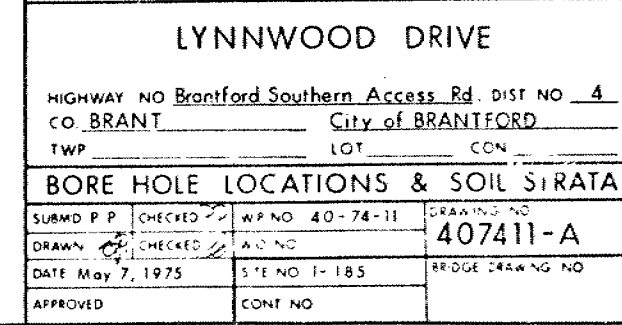 LYNNWOOD DRIVE
HIGHWAY NO Brantford Southern Access Rd. DIST NO 4
CO. BRANT City of BRANTFORD
TWP LOT CON
BORE HOLE LOCATIONS & SOIL STRATA
SUBM'D P P CHECKED WP NO 40-74-11 DRAWING NO
DRAWN CHECKED W O NO 407411-A
DATE May 7, 1975 SITE NO 1-185 BRIDGE DRAWING NO
APPROVED CONT NO